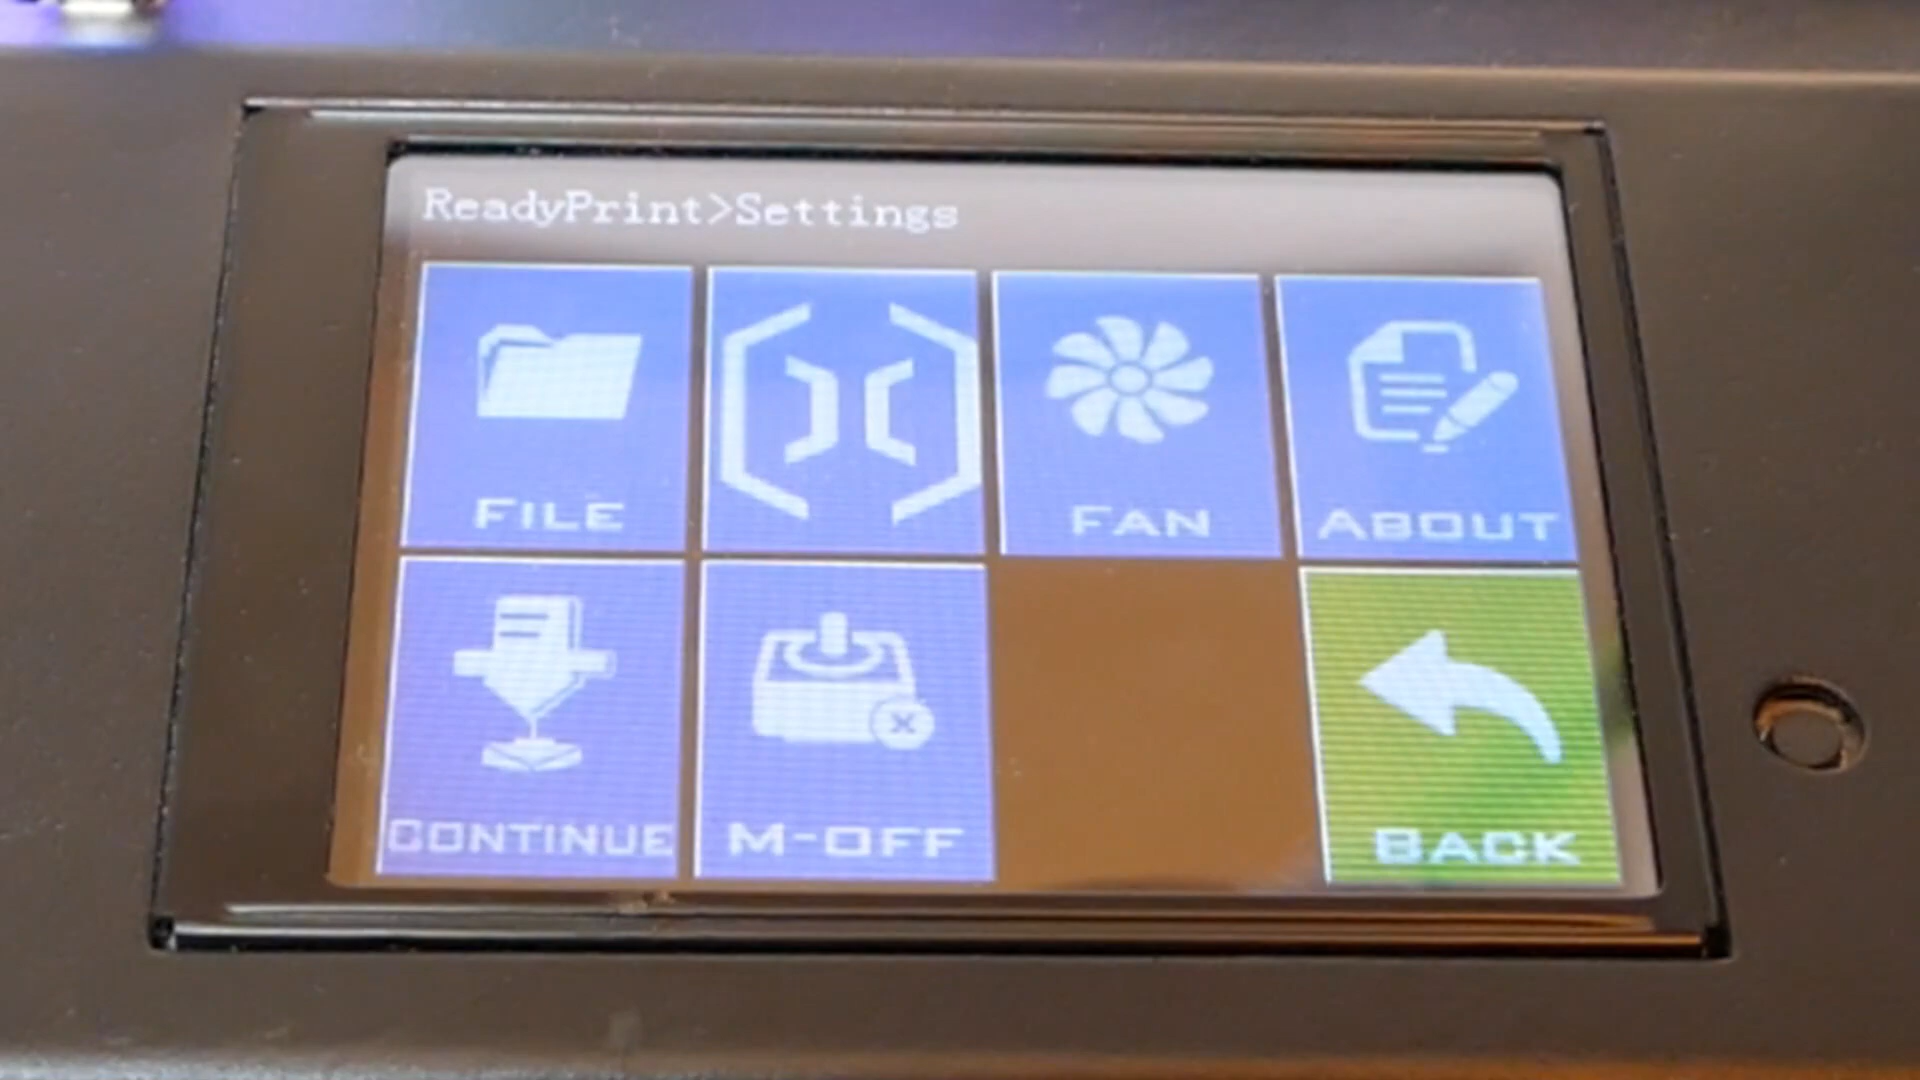 ReadyPrint>Settings
FILE
FAN
ABOUT
CONTINUE
M-OFF
BACK